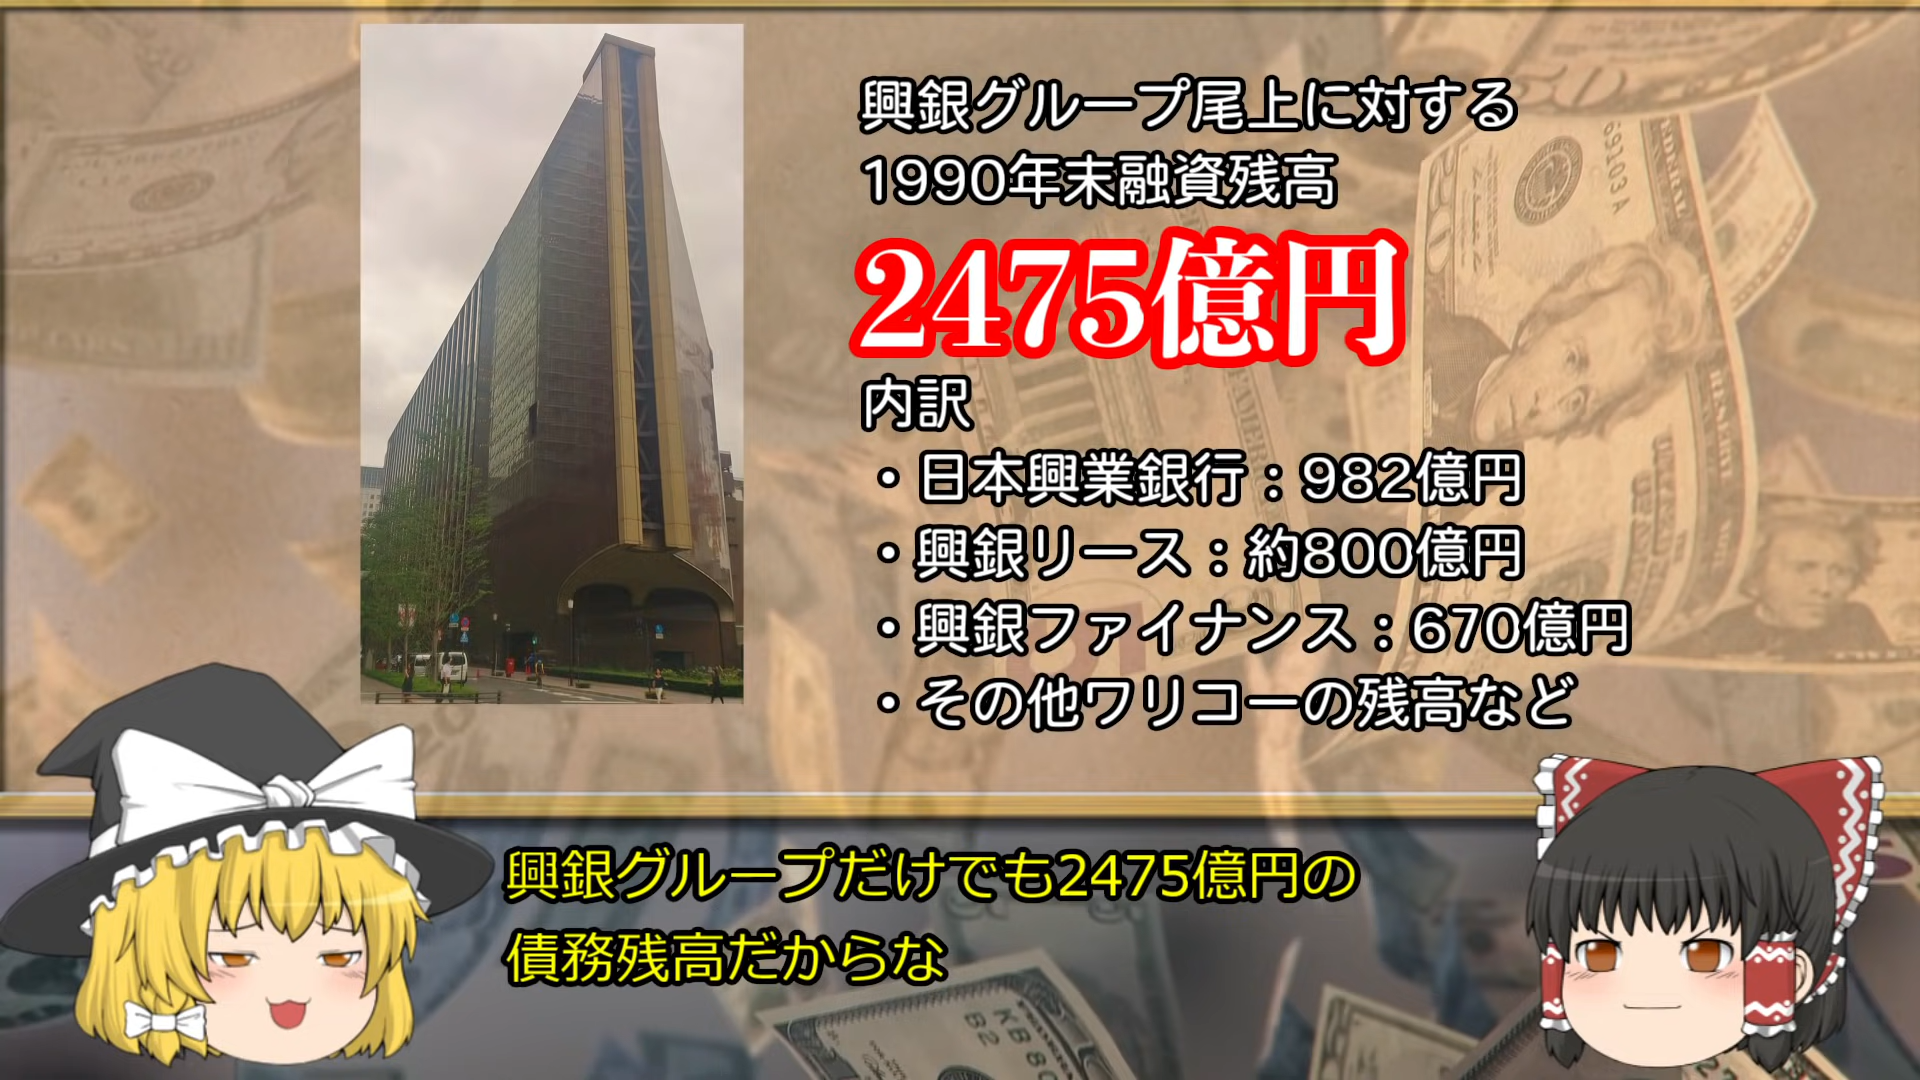 興銀グループ尾上に対する
1990年末融資残高
2475億円
内訳
・日本興業銀行：982億円
・興銀リース：約800億円
・興銀ファイナンス：670億円
・その他ワリコーの残高など
興銀グループだけでも2475億円の
債務残高だからな